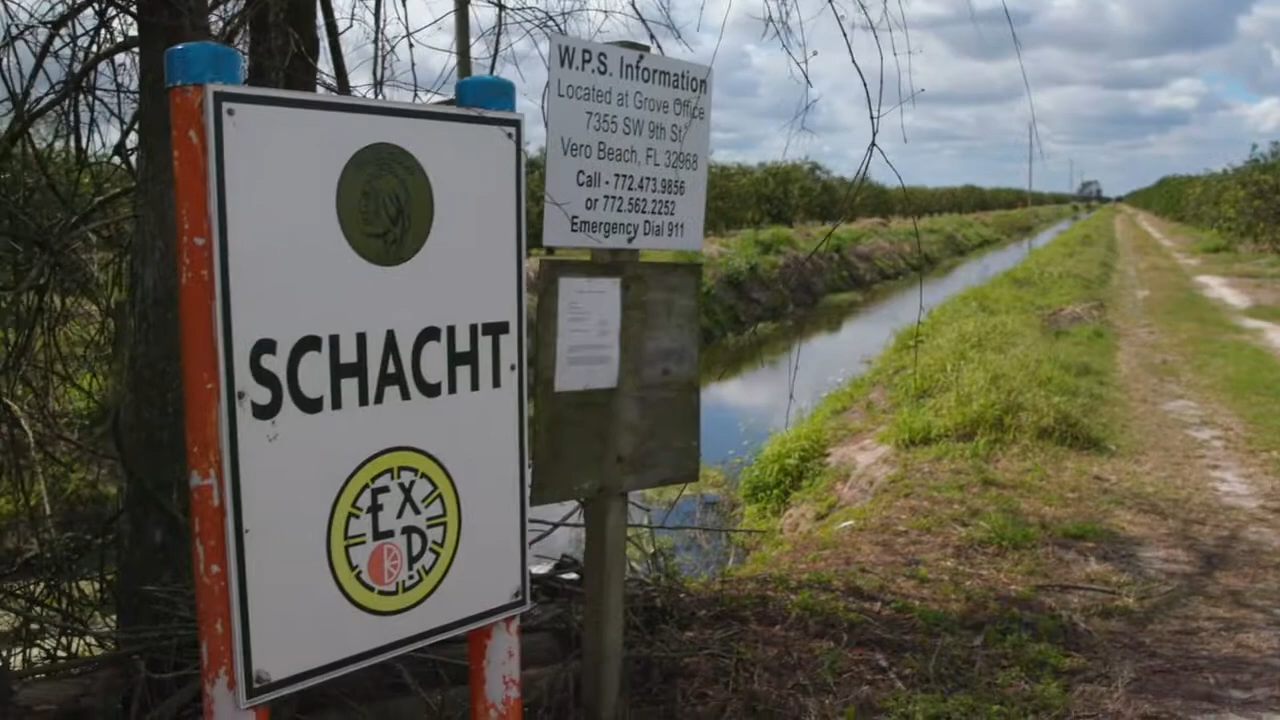 SCHACHT
EXP
W.P.S. Information
Located at Grove Office
7355 SW 9th St
Vero Beach, FL 32968
Call - 772.473.9856
or 772.562.2252
Emergency Dial 911